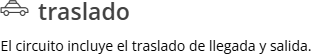 traslado
El circuito incluye el traslado de llegada y salida.